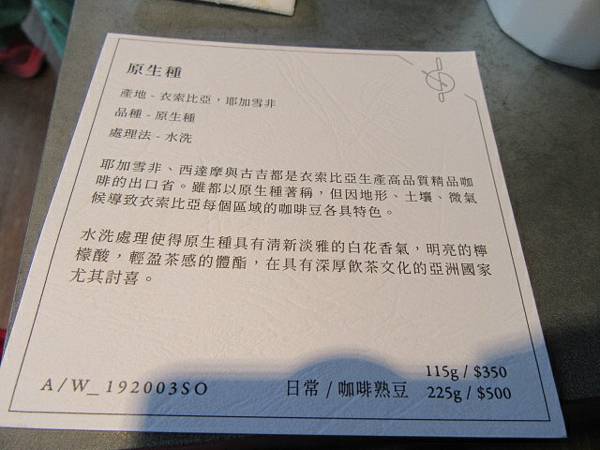 原生種
產地 - 衣索比亞，耶加雪非
品種 - 原生種
處理法 - 水洗
耶加雪非、西達摩與古吉都是衣索比亞生產高品質精品咖
啡的出口省。雖都以原生種著稱，但因地形、土壤、微氣
候導致衣索比亞每個區域的咖啡豆各具特色。
水洗處理使得原生種具有清新淡雅的白花香氣，明亮的檸
檬酸，輕盈茶感的體酯，在具有深厚飲茶文化的亞洲國家
尤其討喜。
115g / $350
A/W_192003SO 日常 / 咖啡熟豆 225g / $500